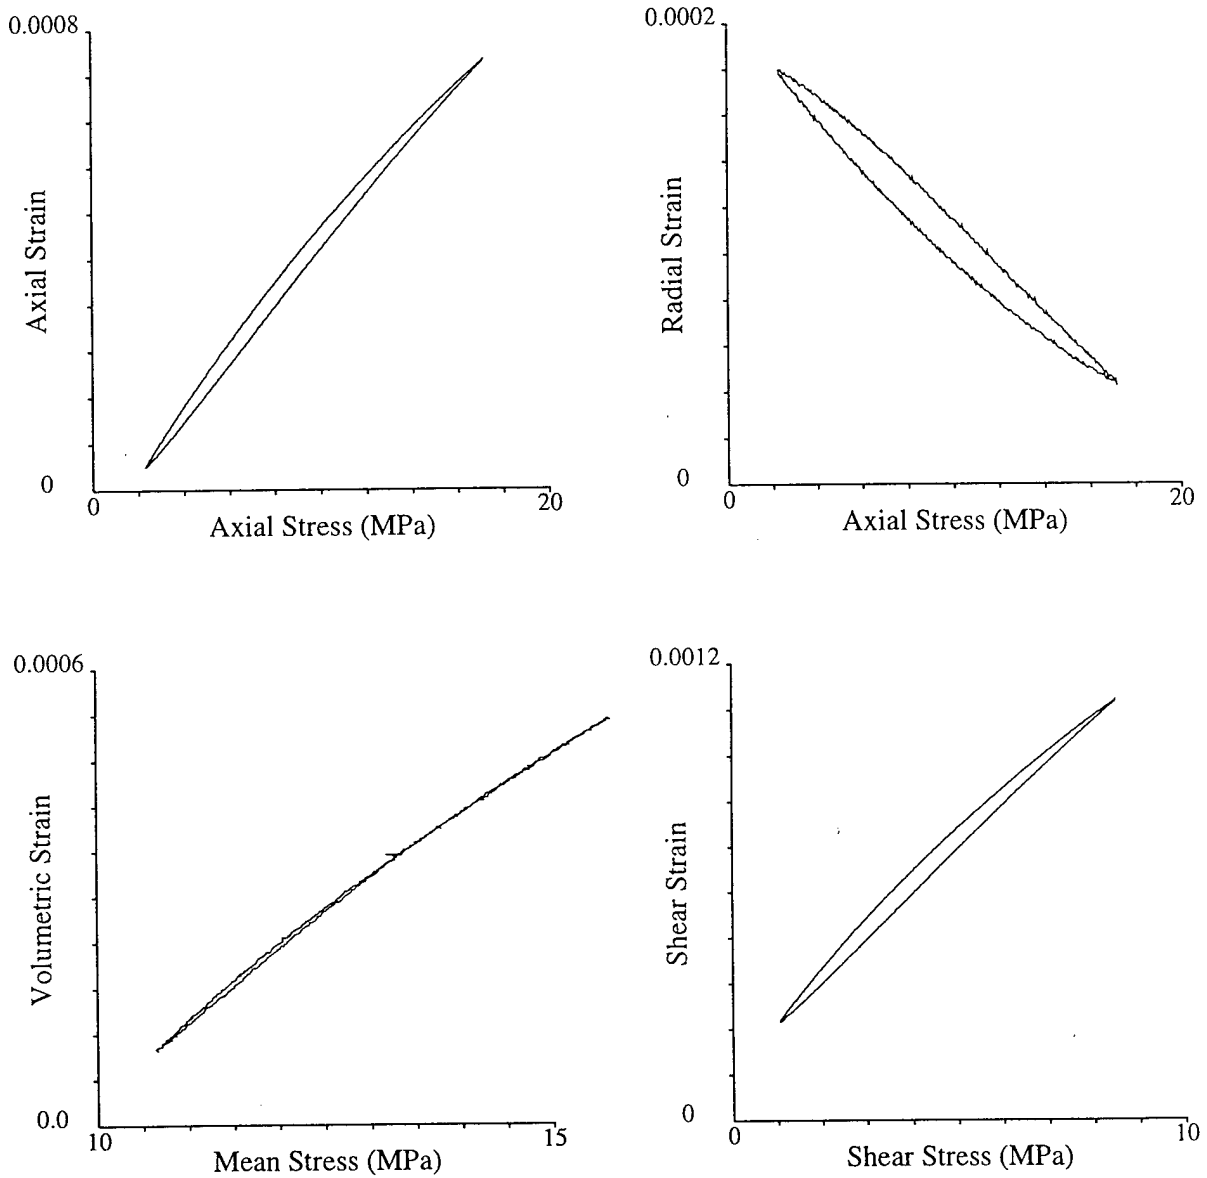 0.0008
Axial Strain
0
0
20
Axial Stress (MPa)
0.0002
Radial Strain
0
0
20
Axial Stress (MPa)
0.0006
Volumetric Strain
0.0
10
15
Mean Stress (MPa)
0.0012
Shear Strain
0
0
10
Shear Stress (MPa)